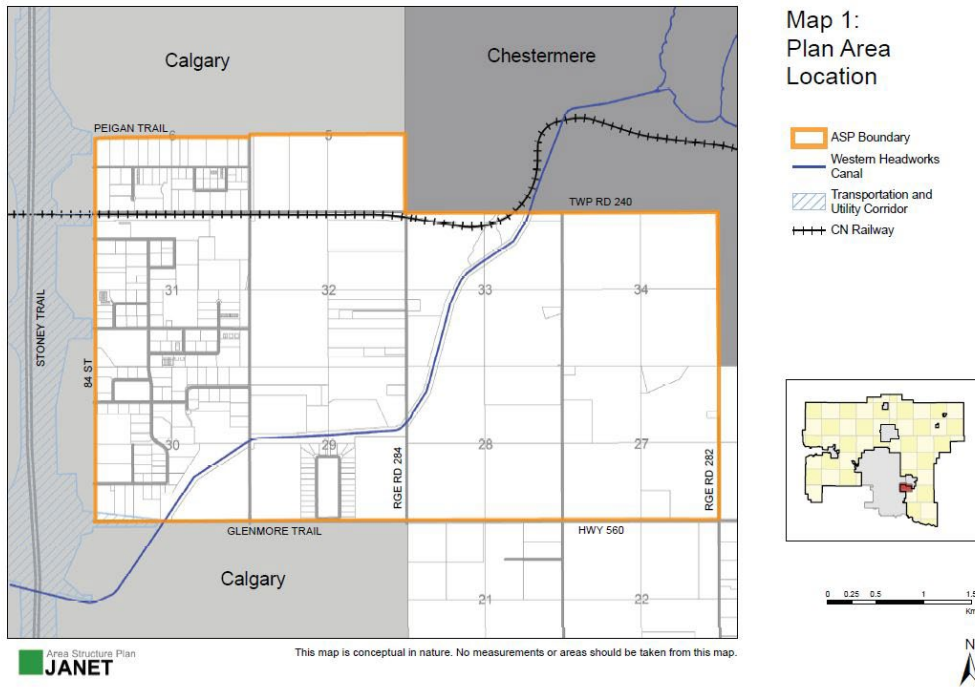 Map 1:
Plan Area
Location
Calgary
Chestermere
PEIGAN TRAIL
6
5
TWP RD 240
STONEY TRAIL
84 ST
31
32
33
34
30
29
28
27
RGE RD 284
RGE RD 282
GLENMORE TRAIL
HWY 560
Calgary
21
22
ASP Boundary
Western Headworks
Canal
Transportation and
Utility Corridor
CN Railway
0 0.25 0.5 1 1.5
Km
N
Area Structure Plan
JANET
This map is conceptual in nature. No measurements or areas should be taken from this map.